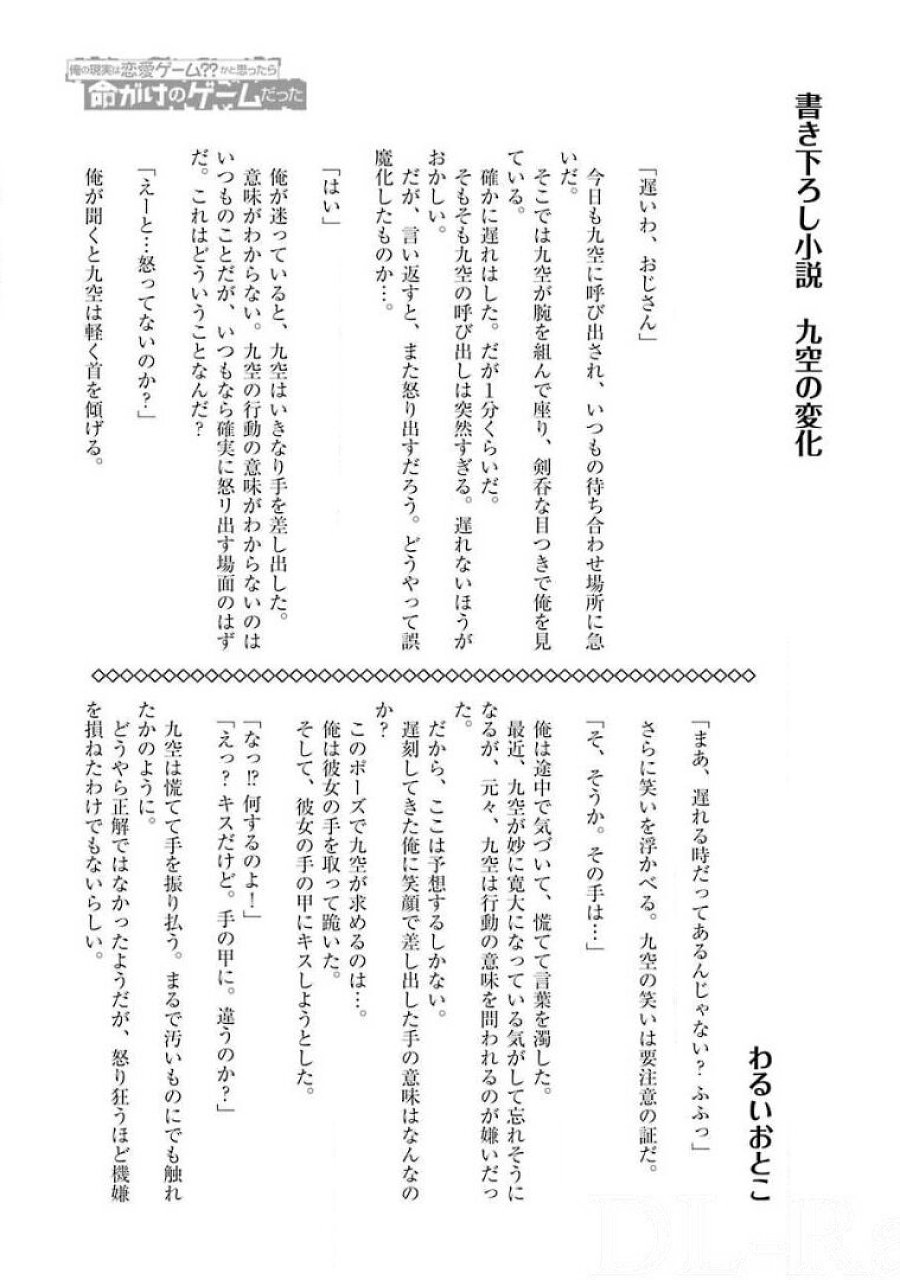 俺の現実は恋愛ゲーム??かと思ったら
命がけのゲームだった
書き下ろし小説　九空の変化
わるいおとこ
「遅いわ、おじさん」
今日も九空に呼び出され、いつもの待ち合わせ場所に急
いだ。
そこでは九空が腕を組んで座り、剣呑な目つきで俺を見
ている。
確かに遅れはした。だが1分くらいだ。
そもそも九空の呼び出しは突然すぎる。遅れないほうが
おかしい。
だが、言い返すと、また怒り出すだろう。どうやって誤
魔化したものか…。
「はい」
俺が迷っていると、九空はいきなり手を差し出した。
意味がわからない。九空の行動の意味がわからないのは
いつものことだが、いつもなら確実に怒リ出す場面のはず
だ。これはどういうことなんだ?
「えーと…怒ってないのか?」
俺が聞くと九空は軽く首を傾げる。
「まあ、遅れる時だってあるんじゃない? ふふっ」
さらに笑いを浮かべる。九空の笑いは要注意の証だ。
「そ、そうか。その手は…」
俺は途中で気づいて、慌てて言葉を濁した。
最近、九空が妙に寛大になっている気がして忘れそうに
なるが、元々、九空は行動の意味を問われるのが嫌いだっ
た。
だから、ここは予想するしかない。
遅刻してきた俺に笑顔で差し出した手の意味はなんなの
か?
このポーズで九空が求めるのは…。
俺は彼女の手を取って跪いた。
そして、彼女の手の甲にキスしようとした。
「なっ!? 何するのよ!」
「えっ? キスだけど。手の甲に。違うのか?」
九空は慌てて手を振り払う。まるで汚いものにでも触れ
たかのように。
どうやら正解ではなかったようだが、怒り狂うほど機嫌
を損ねたわけでもないらしい。